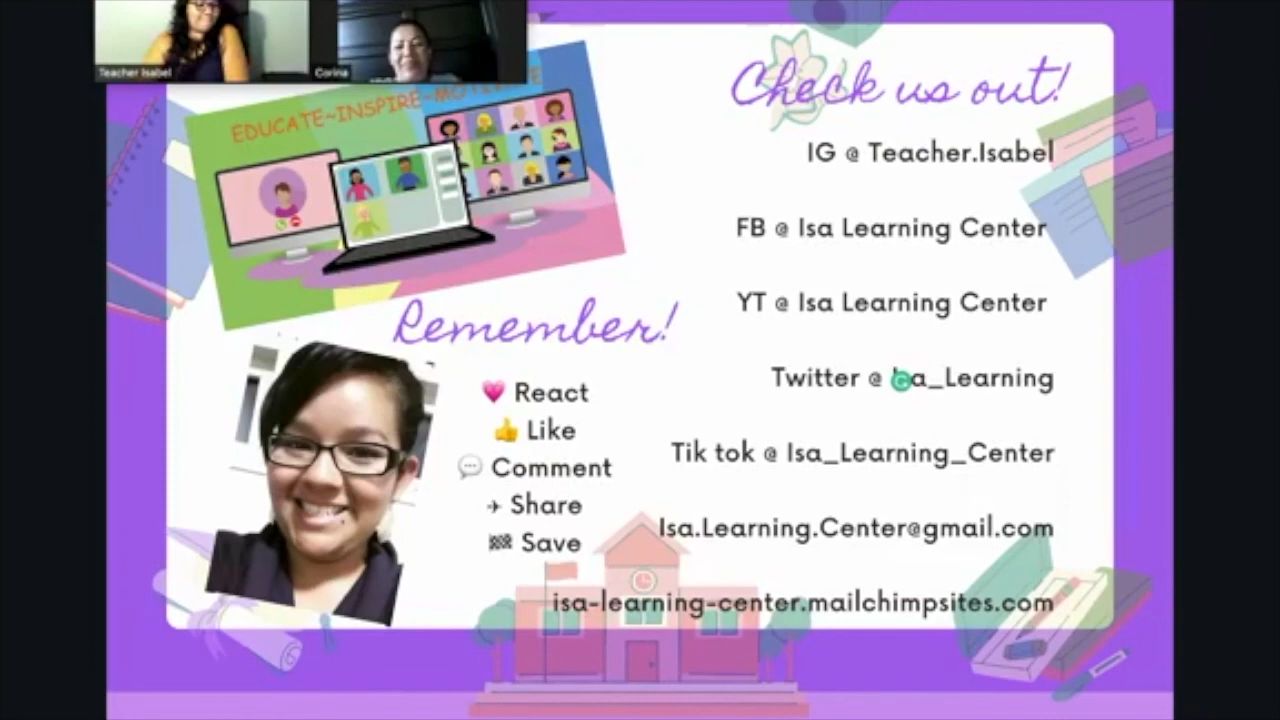 Teacher Isabel
Corina
EDUCATE~INSPIRE~
Check us out!
IG @ Teacher.Isabel
FB @ Isa Learning Center
YT @ Isa Learning Center
Twitter @ Isa_Learning
Tik tok @ Isa_Learning_Center
Isa.Learning.Center@gmail.com
isa-learning-center.mailchimpsites.com
Remember!
React
Like
Comment
Share
Save